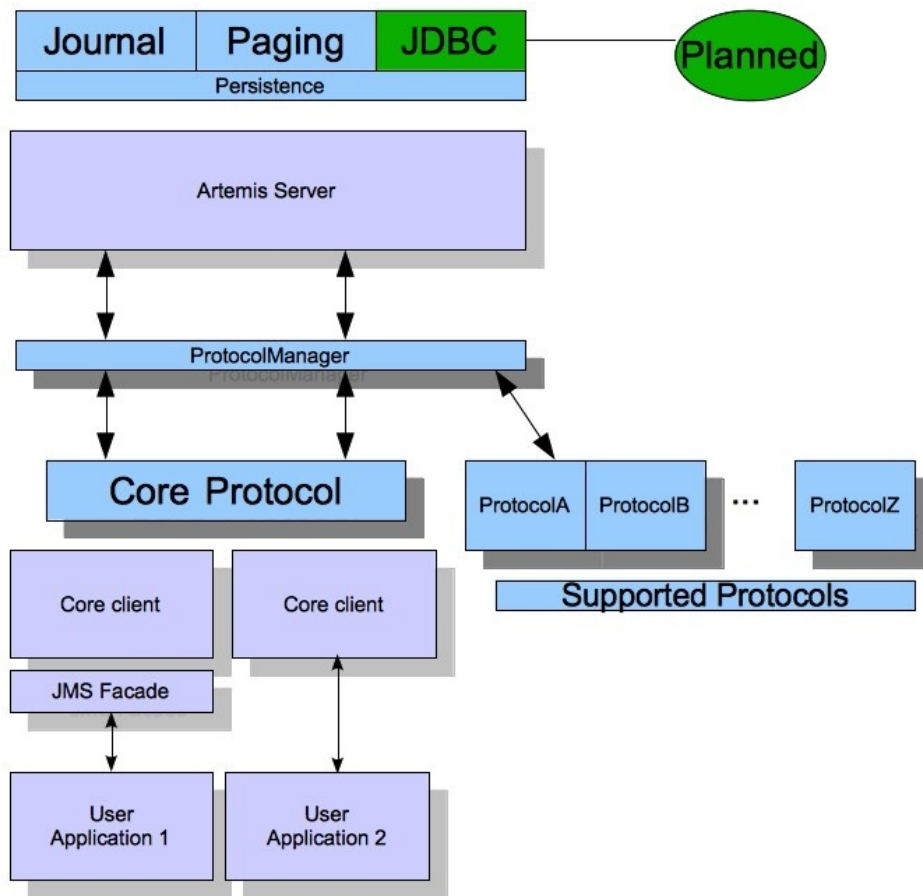 Journal
Paging
JDBC
Planned
Persistence
Artemis Server
ProtocolManager
ProtocolManager
Core Protocol
ProtocolA
ProtocolB
...
ProtocolZ
Supported Protocols
Core client
Core client
JMS Facade
User
Application 1
User
Application 2